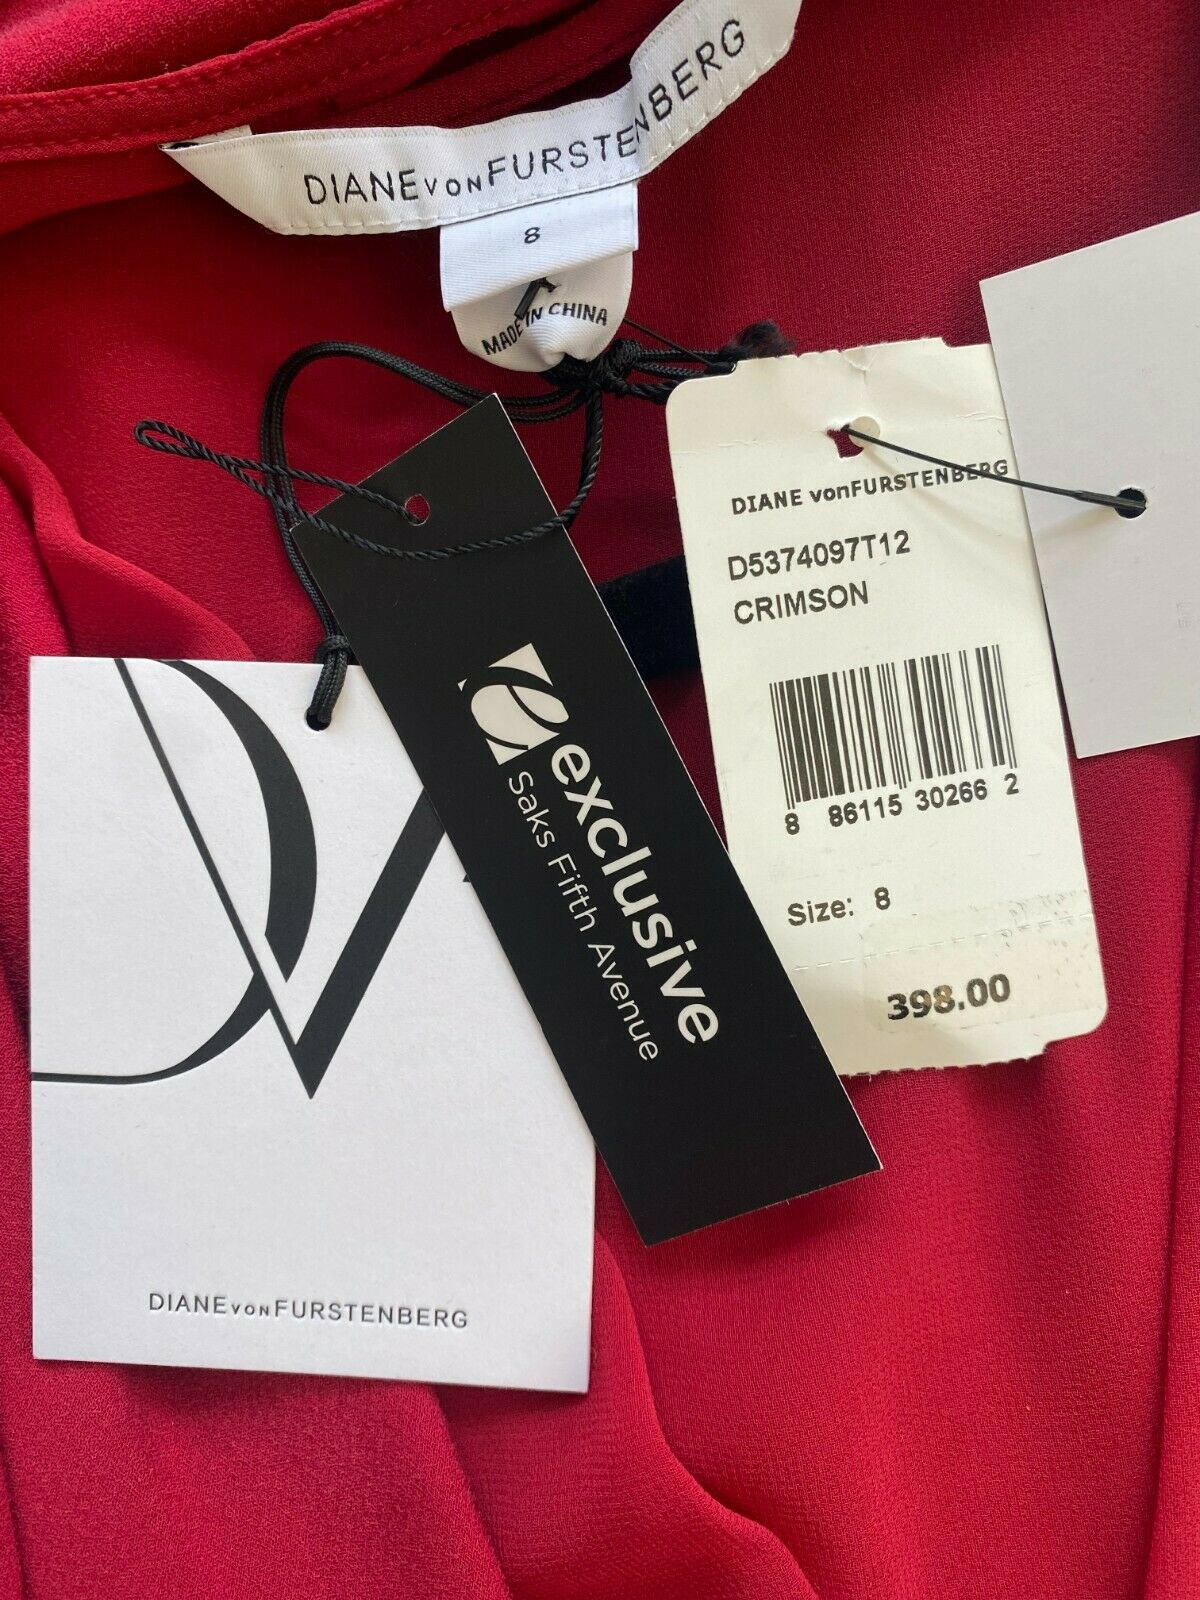 DIANE VON FURSTENBERG
8
MADE IN CHINA
DIANE vonFURSTENBERG
D5374097T12
CRIMSON
8 86115 30266 2
Size: 8
398.00
exclusive
Saks Fifth Avenue
DV
DIANE VON FURSTENBERG